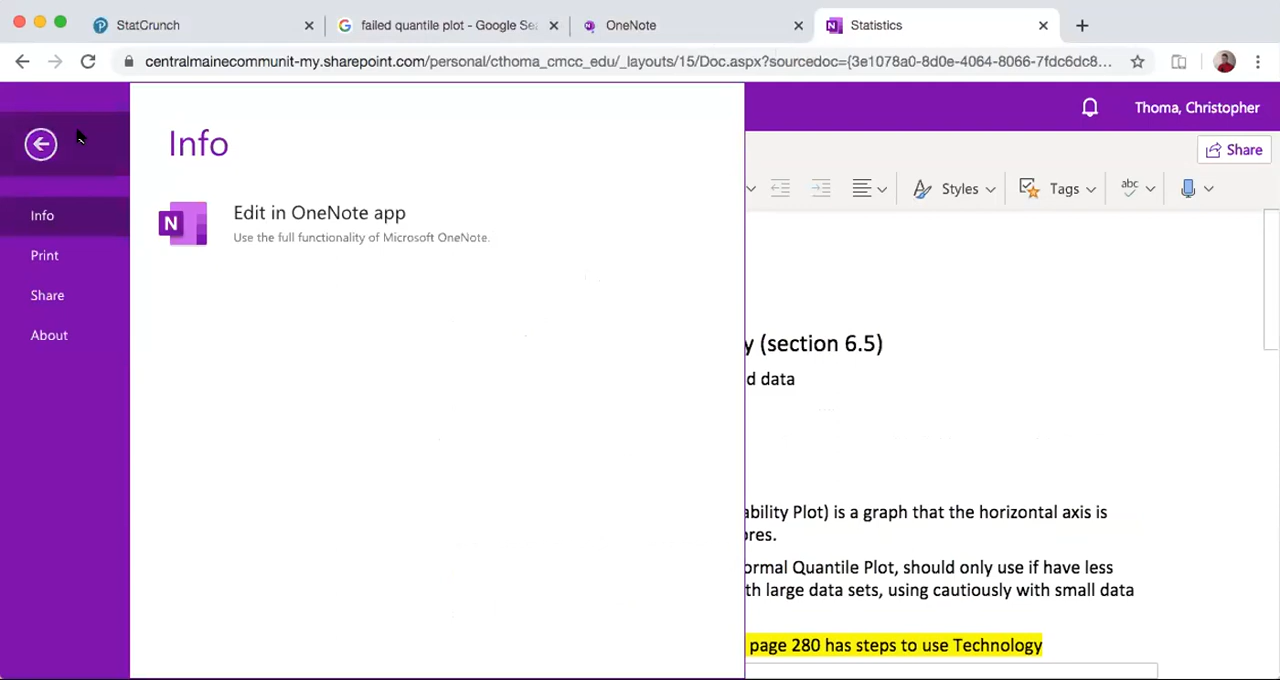 StatCrunch
failed quantile plot - Google Se
OneNote
Statistics
centralmainecommunit-my.sharepoint.com/personal/cthoma_cmcc_edu/_layouts/15/Doc.aspx?sourcedoc={3e1078a0-8d0e-4064-8066-7fdc6dc8...
Thoma, Christopher
Share
Styles
Tags
abc
Info
Print
Share
About
Info
N
Edit in OneNote app
Use the full functionality of Microsoft OneNote.
y (section 6.5)
d data
ability Plot) is a graph that the horizontal axis is
ores.
ormal Quantile Plot, should only use if have less
th large data sets, using cautiously with small data
page 280 has steps to use Technology